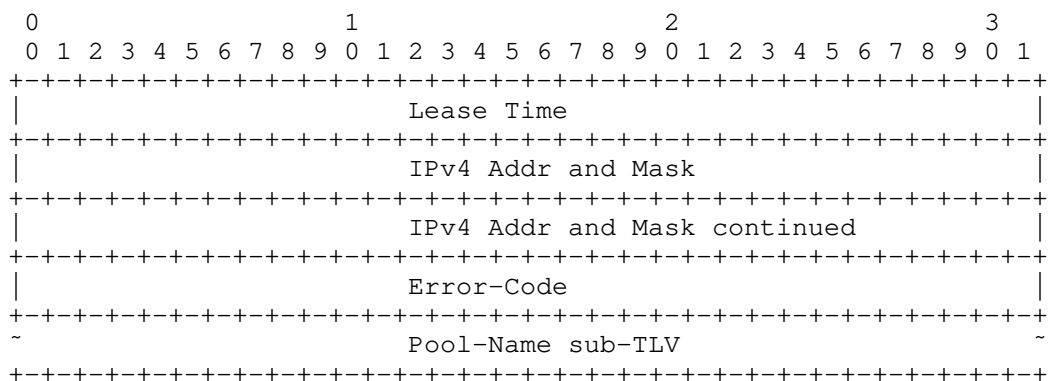 0                   1                   2                   3
 0 1 2 3 4 5 6 7 8 9 0 1 2 3 4 5 6 7 8 9 0 1 2 3 4 5 6 7 8 9 0 1
+-+-+-+-+-+-+-+-+-+-+-+-+-+-+-+-+-+-+-+-+-+-+-+-+-+-+-+-+-+-+-+-+
|                        Lease Time                             |
+-+-+-+-+-+-+-+-+-+-+-+-+-+-+-+-+-+-+-+-+-+-+-+-+-+-+-+-+-+-+-+-+
|                        IPv4 Addr and Mask                     |
+-+-+-+-+-+-+-+-+-+-+-+-+-+-+-+-+-+-+-+-+-+-+-+-+-+-+-+-+-+-+-+-+
|                        IPv4 Addr and Mask continued           |
+-+-+-+-+-+-+-+-+-+-+-+-+-+-+-+-+-+-+-+-+-+-+-+-+-+-+-+-+-+-+-+-+
|                        Error-Code                             |
+-+-+-+-+-+-+-+-+-+-+-+-+-+-+-+-+-+-+-+-+-+-+-+-+-+-+-+-+-+-+-+-+
~                        Pool-Name sub-TLV                      ~
+-+-+-+-+-+-+-+-+-+-+-+-+-+-+-+-+-+-+-+-+-+-+-+-+-+-+-+-+-+-+-+-+